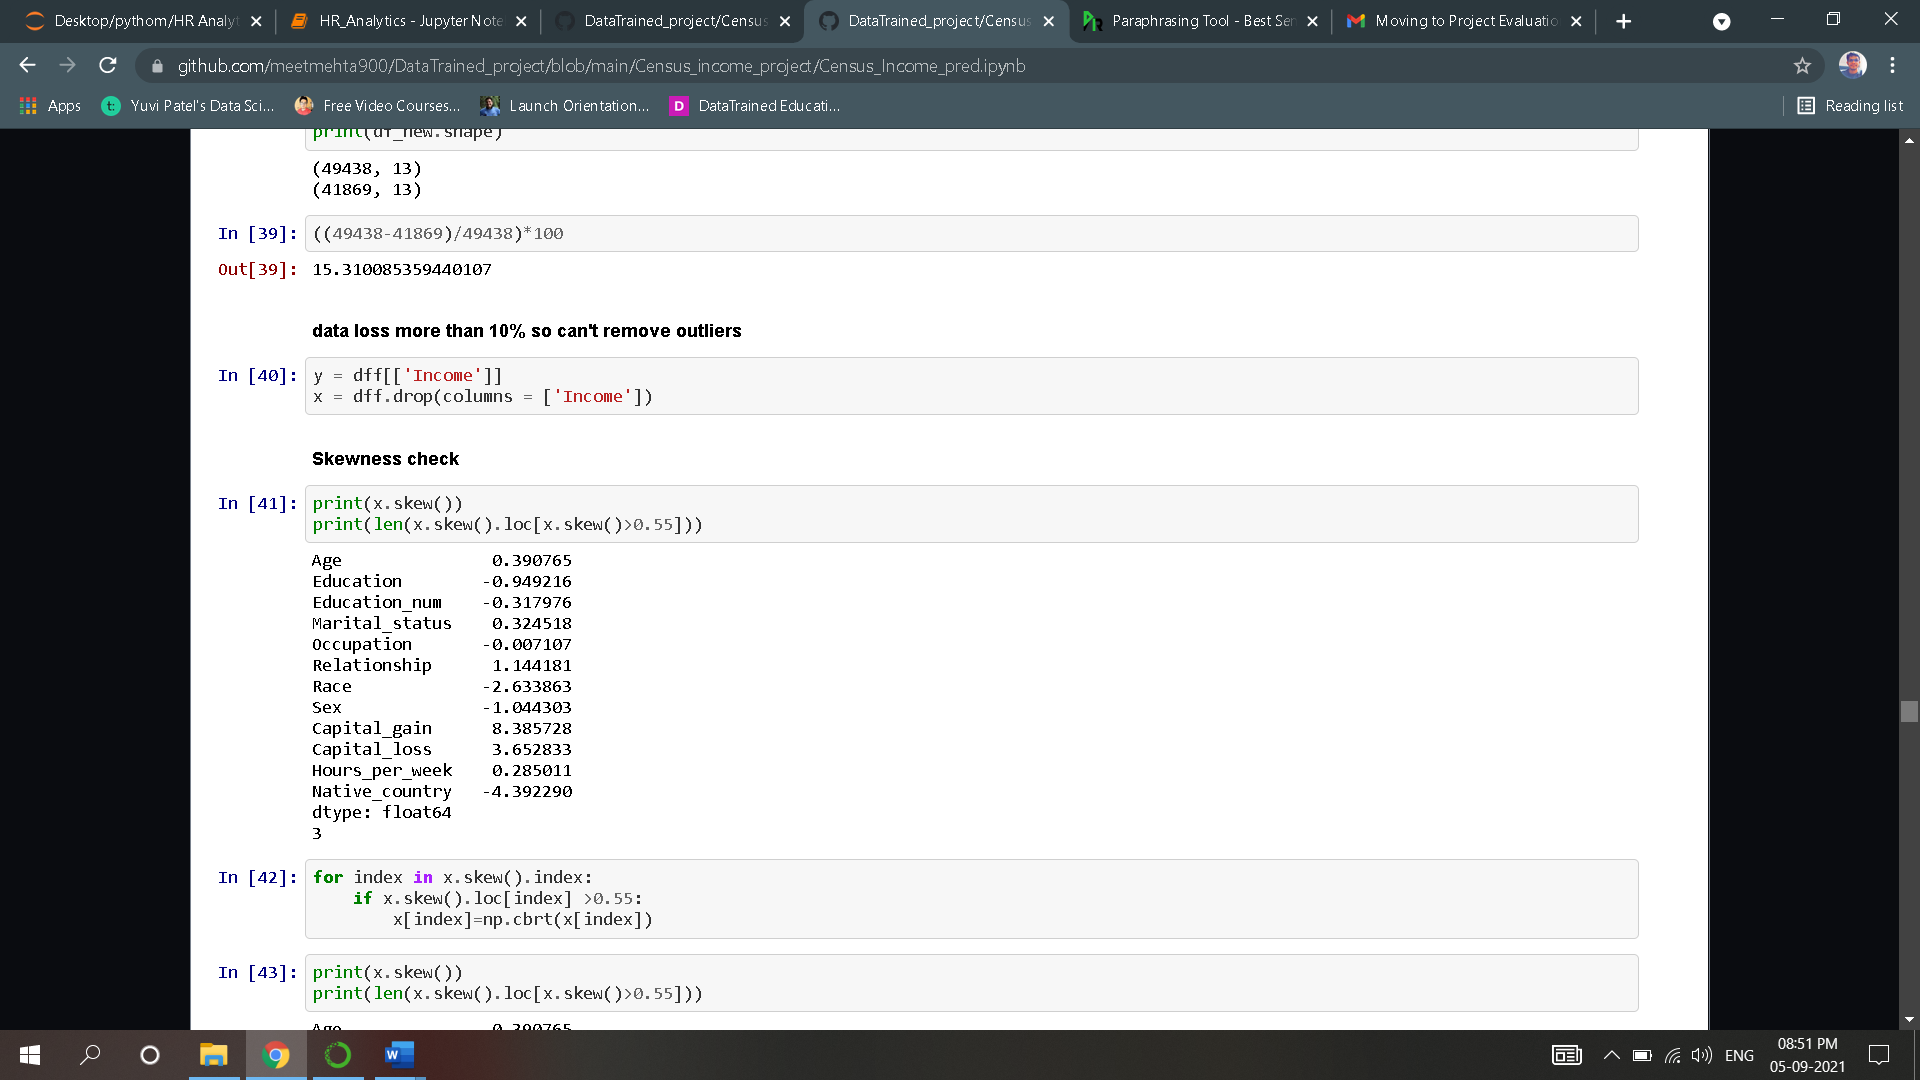 Desktop/pythom/HR Analyt
HR_Analytics - Jupyter Note
DataTrained_project/Census
DataTrained_project/Census
Paraphrasing Tool - Best Sen
Moving to Project Evaluatio
github.com/meetmehta900/DataTrained_project/blob/main/Census_income_project/Census_Income_pred.ipynb
Apps
Yuvi Patel's Data Sci...
Free Video Courses...
Launch Orientation...
D
DataTrained Educati...
Reading list
print(df_new.shape)
(49438, 13)
(41869, 13)
In [39]: ((49438-41869)/49438)*100
Out[39]: 15.310085359440107
data loss more than 10% so can't remove outliers
In [40]: y = dff[['Income']]
x = dff.drop(columns = ['Income'])
Skewness check
In [41]: print(x.skew())
print(len(x.skew().loc[x.skew()>0.55]))
Age 0.390765
Education -0.949216
Education_num -0.317976
Marital_status 0.324518
Occupation -0.007107
Relationship 1.144181
Race -2.633863
Sex -1.044303
Capital_gain 8.385728
Capital_loss 3.652833
Hours_per_week 0.285011
Native_country -4.392290
dtype: float64
3
In [42]: for index in x.skew().index:
if x.skew().loc[index] >0.55:
x[index]=np.cbrt(x[index])
In [43]: print(x.skew())
print(len(x.skew().loc[x.skew()>0.55]))
Age 0.390765
ENG
08:51 PM
05-09-2021